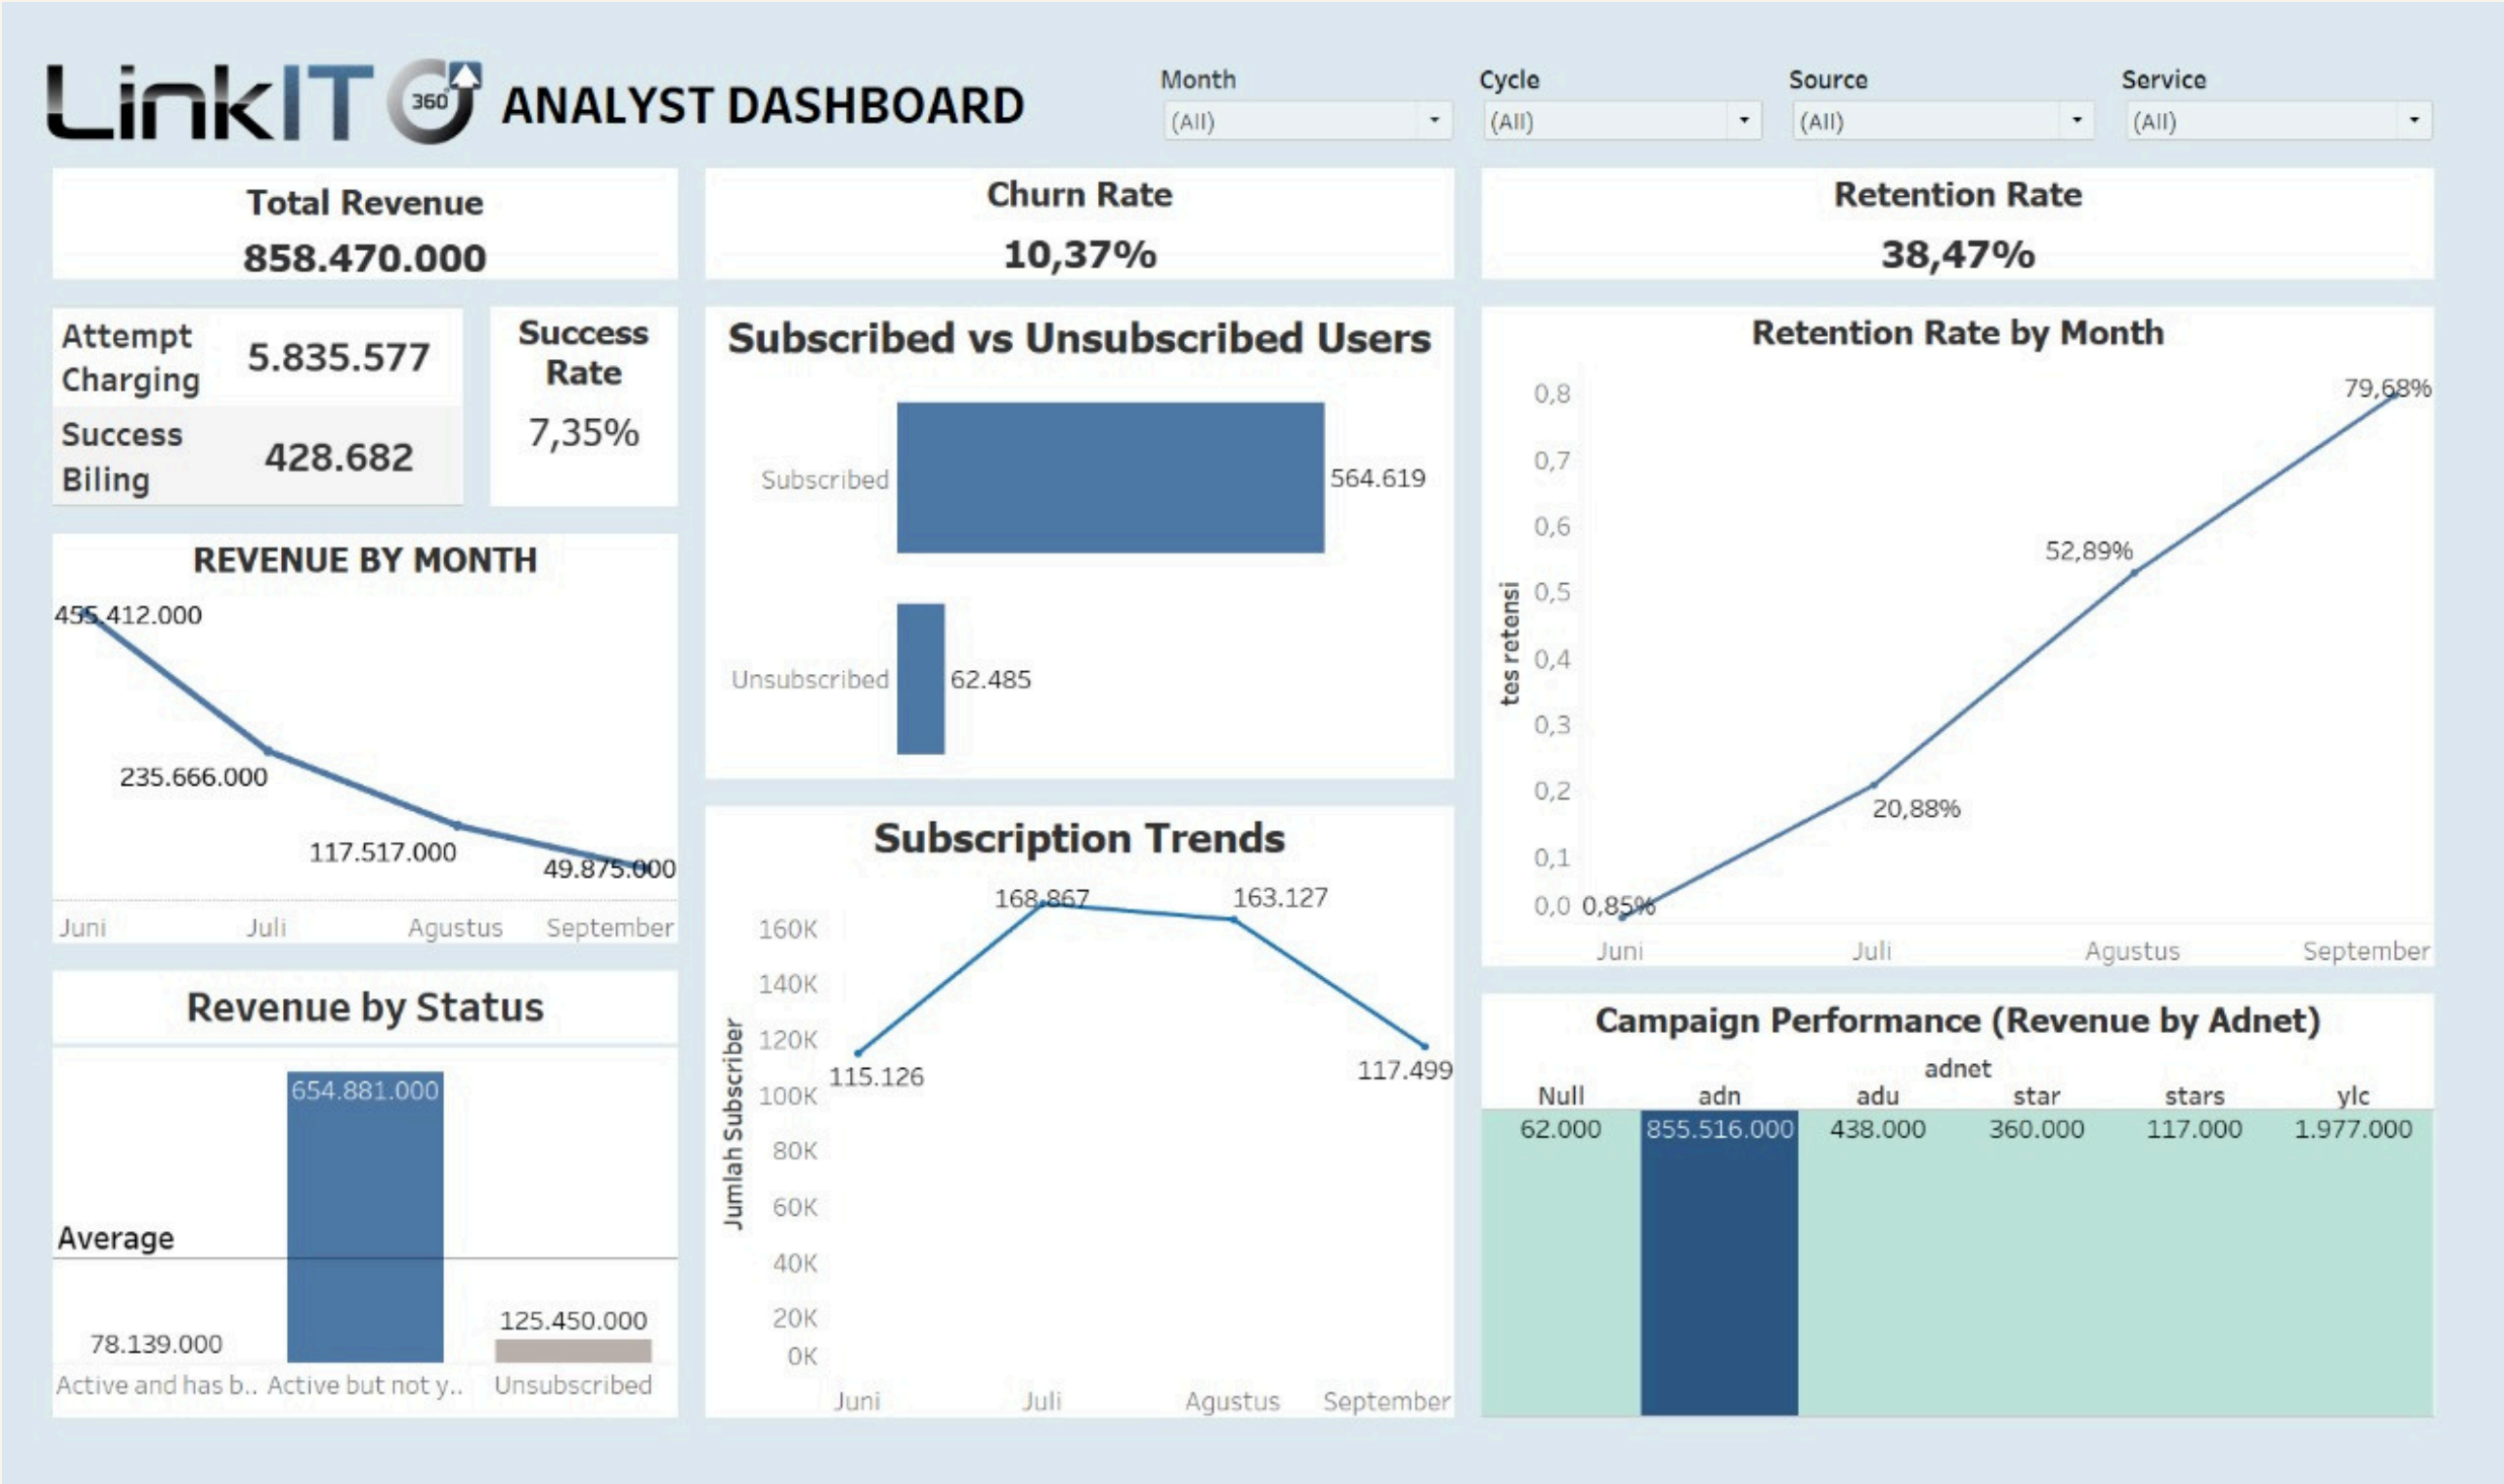 LinkIT 360° ANALYST DASHBOARD
Month
(All)
Cycle
(All)
Source
(All)
Service
(All)
Total Revenue
858.470.000
Churn Rate
10,37%
Retention Rate
38,47%
Attempt
Charging
5.835.577
Success
Biling
428.682
Success
Rate
7,35%
REVENUE BY MONTH
455.412.000
235.666.000
117.517.000
49.875.000
Juni Juli Agustus September
Revenue by Status
654.881.000
Average
125.450.000
78.139.000
Active and has b.. Active but not y.. Unsubscribed
Subscribed vs Unsubscribed Users
Subscribed 564.619
Unsubscribed 62.485
Subscription Trends
Jumlah Subscriber
168.867 163.127
160K
140K
120K
115.126 117.499
100K
80K
60K
40K
20K
0K
Juni Juli Agustus September
Retention Rate by Month
tes retensi
0,8 79,68%
0,7
0,6
52,89%
0,5
0,4
0,3
0,2
20,88%
0,1
0,0 0,85%
Juni Juli Agustus September
Campaign Performance (Revenue by Adnet)
adnet
Null adn adu star stars ylc
62.000 855.516.000 438.000 360.000 117.000 1.977.000